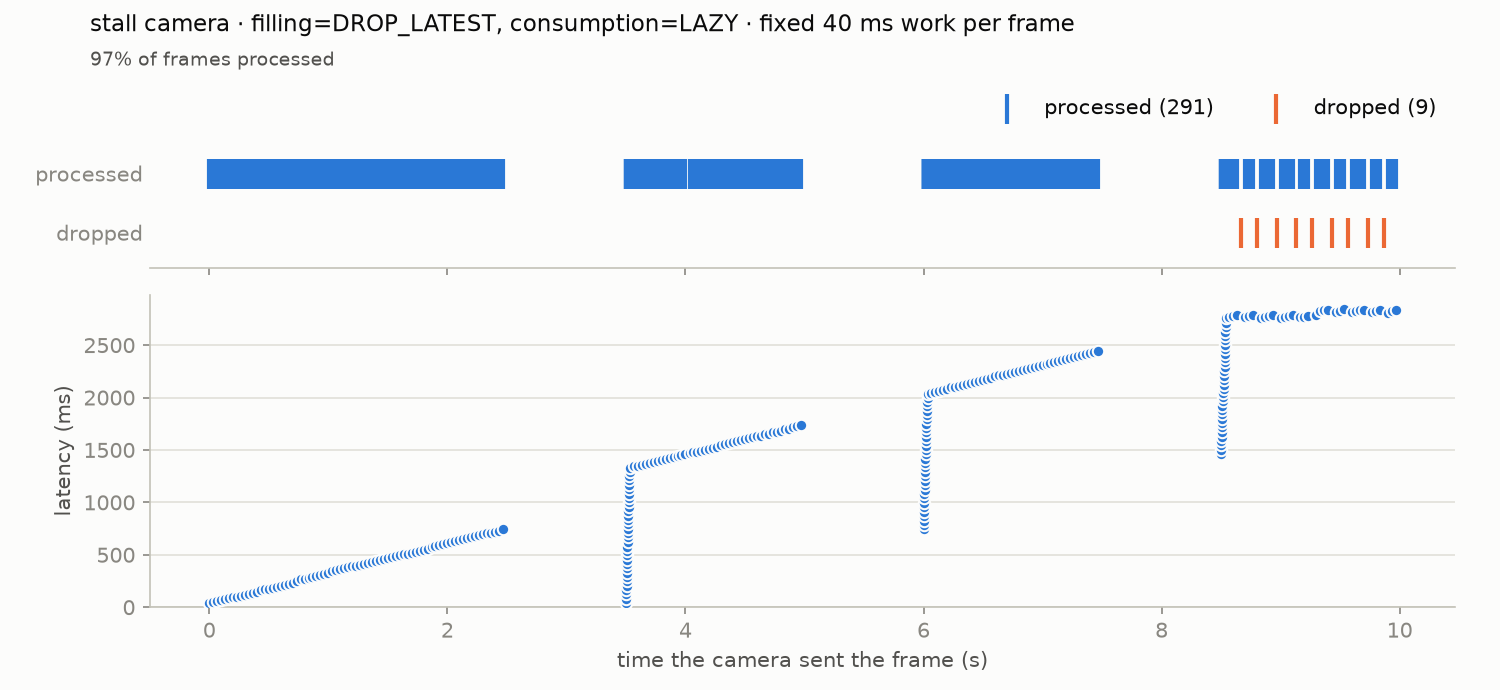 stall camera · filling=DROP_LATEST, consumption=LAZY · fixed 40 ms work per frame
97% of frames processed
processed (291)
dropped (9)
processed
dropped
2500
2000
1500
1000
500
0
latency (ms)
0 2 4 6 8 10
time the camera sent the frame (s)